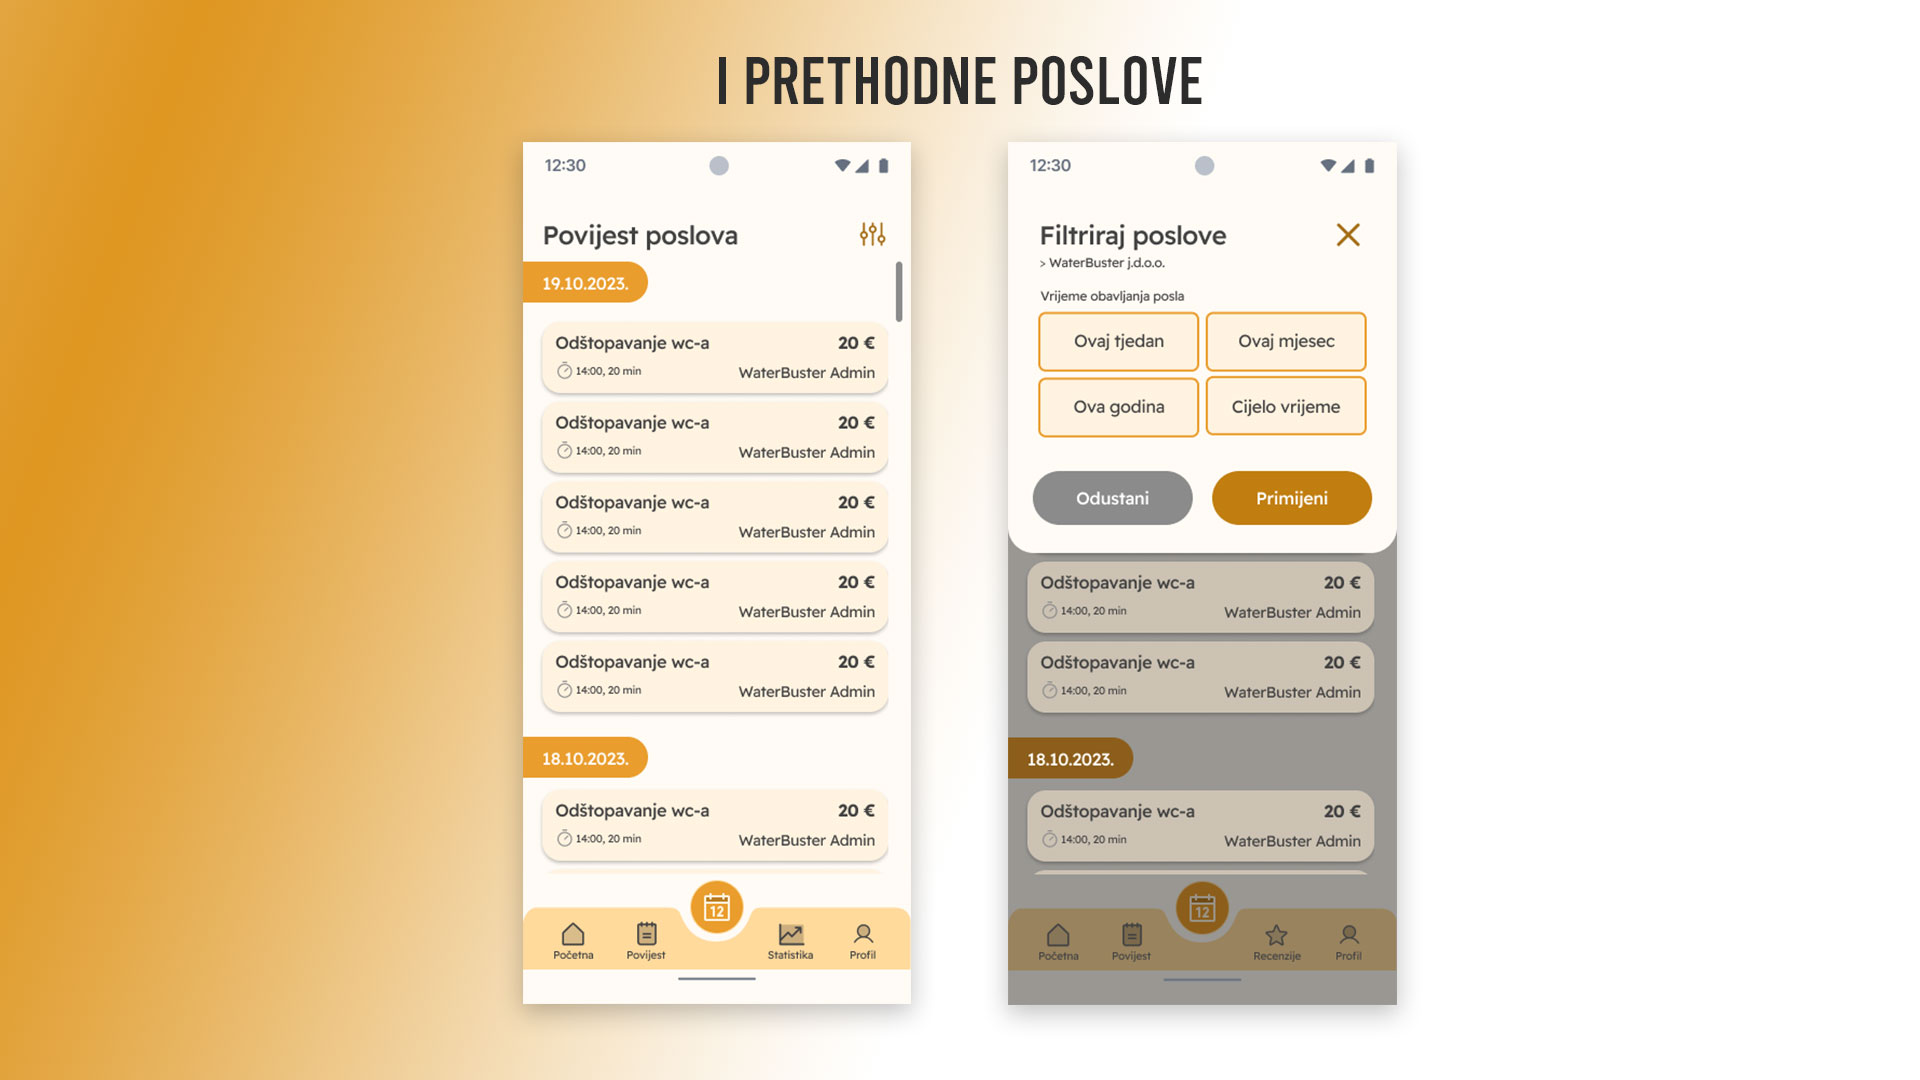 I PRETHODNE POSLOVE
12:30
Povijest poslova
19.10.2023.
Odštopavanje wc-a 20 €
14:00, 20 min WaterBuster Admin
Odštopavanje wc-a 20 €
14:00, 20 min WaterBuster Admin
Odštopavanje wc-a 20 €
14:00, 20 min WaterBuster Admin
Odštopavanje wc-a 20 €
14:00, 20 min WaterBuster Admin
Odštopavanje wc-a 20 €
14:00, 20 min WaterBuster Admin
18.10.2023.
Odštopavanje wc-a 20 €
14:00, 20 min WaterBuster Admin
12
Početna Povijest Statistika Profil
12:30
Filtriraj poslove
> WaterBuster j.d.o.o.
Vrijeme obavljanja posla
Ovaj tjedan Ovaj mjesec
Ova godina Cijelo vrijeme
Odustani Primijeni
Odštopavanje wc-a 20 €
14:00, 20 min WaterBuster Admin
Odštopavanje wc-a 20 €
14:00, 20 min WaterBuster Admin
18.10.2023.
Odštopavanje wc-a 20 €
14:00, 20 min WaterBuster Admin
12
Početna Povijest Recenzije Profil